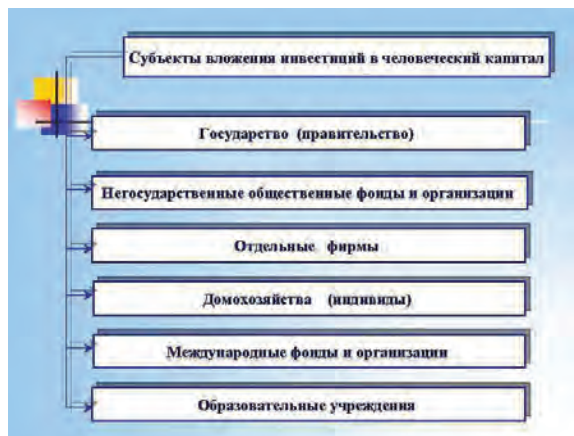 Субъекты вложения инвестиций в человеческий капитал
Государство (правительство)
Негосударственные общественные фонды и организации
Отдельные фирмы
Домохозяйства (индивиды)
Международные фонды и организации
Образовательные учреждения